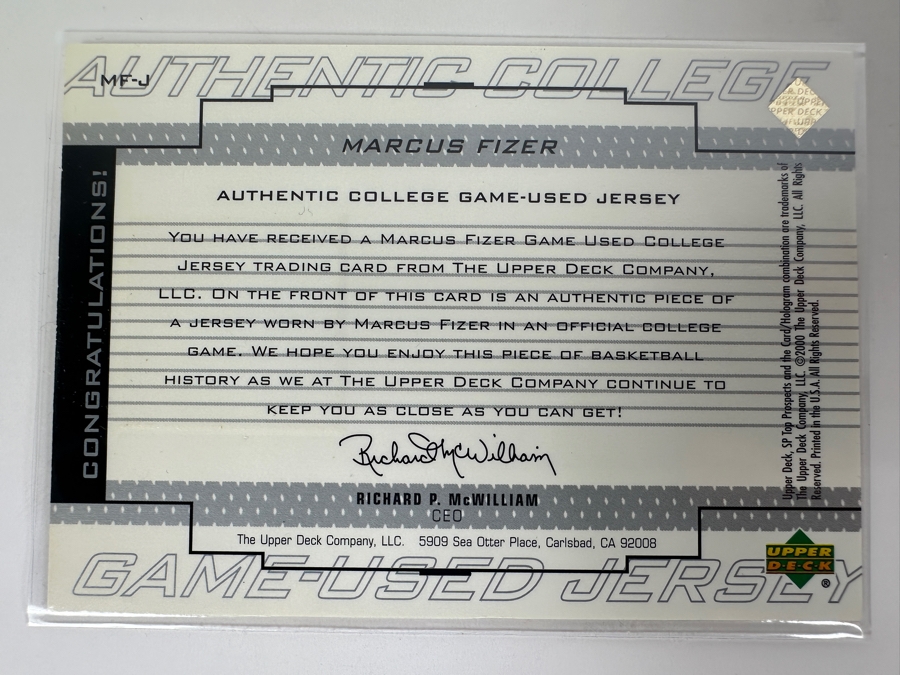 AUTHENTIC COLLEGE
MF-J
MARCUS FIZER
CONGRATULATIONS!
AUTHENTIC COLLEGE GAME-USED JERSEY
YOU HAVE RECEIVED A MARCUS FIZER GAME USED COLLEGE
JERSEY TRADING CARD FROM THE UPPER DECK COMPANY,
LLC. ON THE FRONT OF THIS CARD IS AN AUTHENTIC PIECE OF
A JERSEY WORN BY MARCUS FIZER IN AN OFFICIAL COLLEGE
GAME. WE HOPE YOU ENJOY THIS PIECE OF BASKETBALL
HISTORY AS WE AT THE UPPER DECK COMPANY CONTINUE TO
KEEP YOU AS CLOSE AS YOU CAN GET!
Richard McWilliam
RICHARD P. McWILLIAM
CEO
The Upper Deck Company, LLC. 5909 Sea Otter Place, Carlsbad, CA 92008
GAME-USED JERSEY
Upper Deck, SP Top Prospects and the Card/Hologram combination are trademarks of
The Upper Deck Company, LLC. ©2000 The Upper Deck Company, LLC. All Rights
Reserved. Printed in the U.S.A. All Rights Reserved.
UPPER
DECK
®